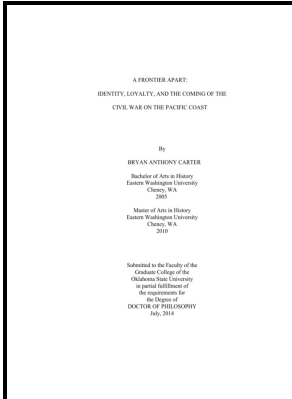 A FRONTIER APART:
IDENTITY, LOYALTY, AND THE COMING OF THE
CIVIL WAR ON THE PACIFIC COAST
By
BRYAN ANTHONY CARTER
Bachelor of Arts in History
Eastern Washington University
Cheney, WA
2005
Master of Arts in History
Eastern Washington University
Cheney, WA
2010
Submitted to the Faculty of the
Graduate College of the
Oklahoma State University
in partial fulfillment of
the requirements for
the Degree of
DOCTOR OF PHILOSOPHY
July, 2014